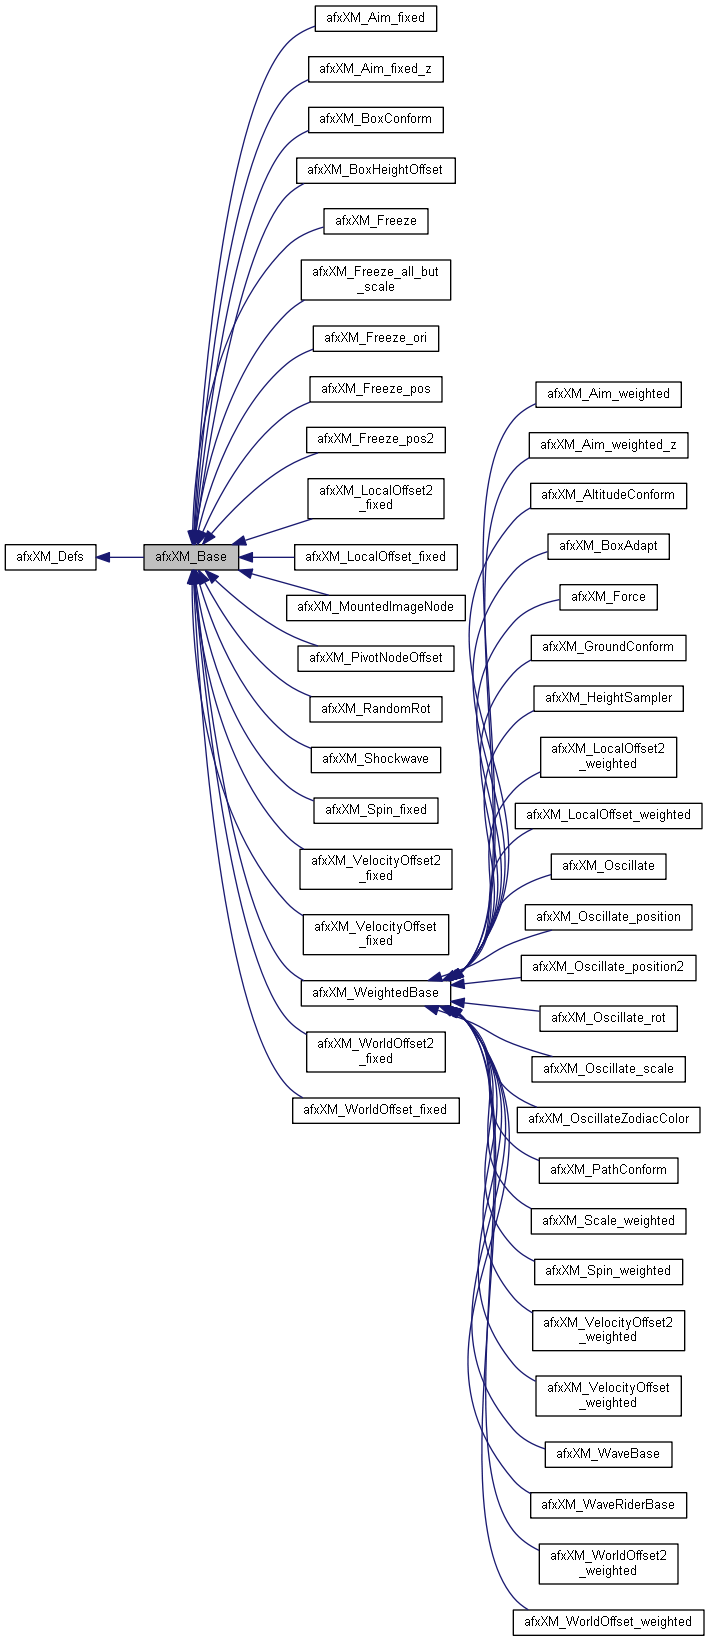 afxXM_Defs
afxXM_Base
afxXM_Aim_fixed
afxXM_Aim_fixed_z
afxXM_BoxConform
afxXM_BoxHeightOffset
afxXM_Freeze
afxXM_Freeze_all_but
_scale
afxXM_Freeze_ori
afxXM_Freeze_pos
afxXM_Freeze_pos2
afxXM_LocalOffset2
_fixed
afxXM_LocalOffset_fixed
afxXM_MountedImageNode
afxXM_PivotNodeOffset
afxXM_RandomRot
afxXM_Shockwave
afxXM_Spin_fixed
afxXM_VelocityOffset2
_fixed
afxXM_VelocityOffset
_fixed
afxXM_WeightedBase
afxXM_WorldOffset2
_fixed
afxXM_WorldOffset_fixed
afxXM_Aim_weighted
afxXM_Aim_weighted_z
afxXM_AltitudeConform
afxXM_BoxAdapt
afxXM_Force
afxXM_GroundConform
afxXM_HeightSampler
afxXM_LocalOffset2
_weighted
afxXM_LocalOffset_weighted
afxXM_Oscillate
afxXM_Oscillate_position
afxXM_Oscillate_position2
afxXM_Oscillate_rot
afxXM_Oscillate_scale
afxXM_OscillateZodiacColor
afxXM_PathConform
afxXM_Scale_weighted
afxXM_Spin_weighted
afxXM_VelocityOffset2
_weighted
afxXM_VelocityOffset
_weighted
afxXM_WaveBase
afxXM_WaveRiderBase
afxXM_WorldOffset2
_weighted
afxXM_WorldOffset_weighted